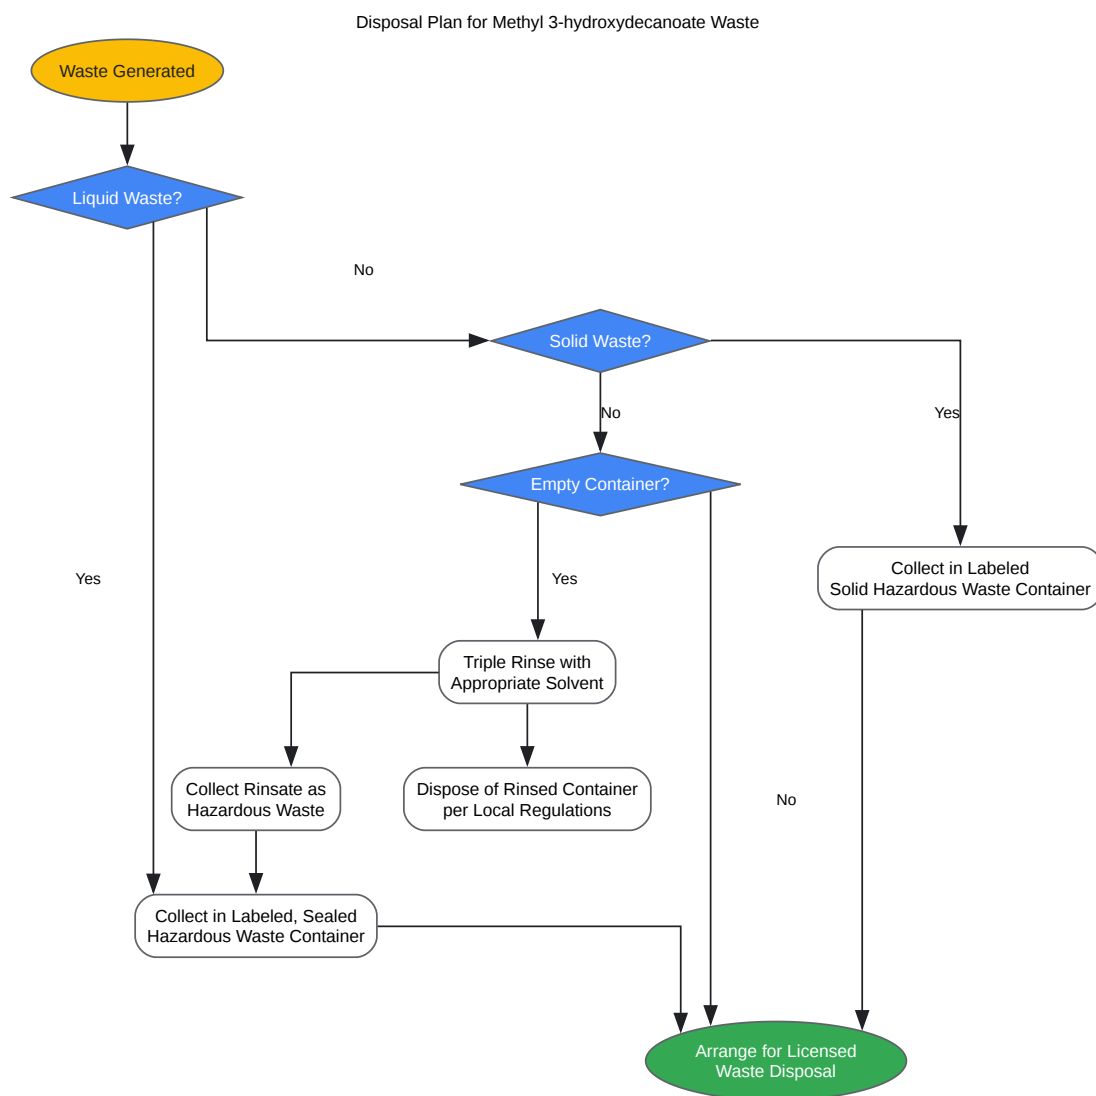 Disposal Plan for Methyl 3-hydroxydecanoate Waste
Waste Generated
Liquid Waste?
No
Solid Waste?
No
Yes
Empty Container?
Collect in Labeled
Solid Hazardous Waste Container
Yes
Yes
Triple Rinse with
Appropriate Solvent
Collect Rinsate as
Hazardous Waste
Dispose of Rinsed Container
per Local Regulations
No
Collect in Labeled, Sealed
Hazardous Waste Container
Arrange for Licensed
Waste Disposal